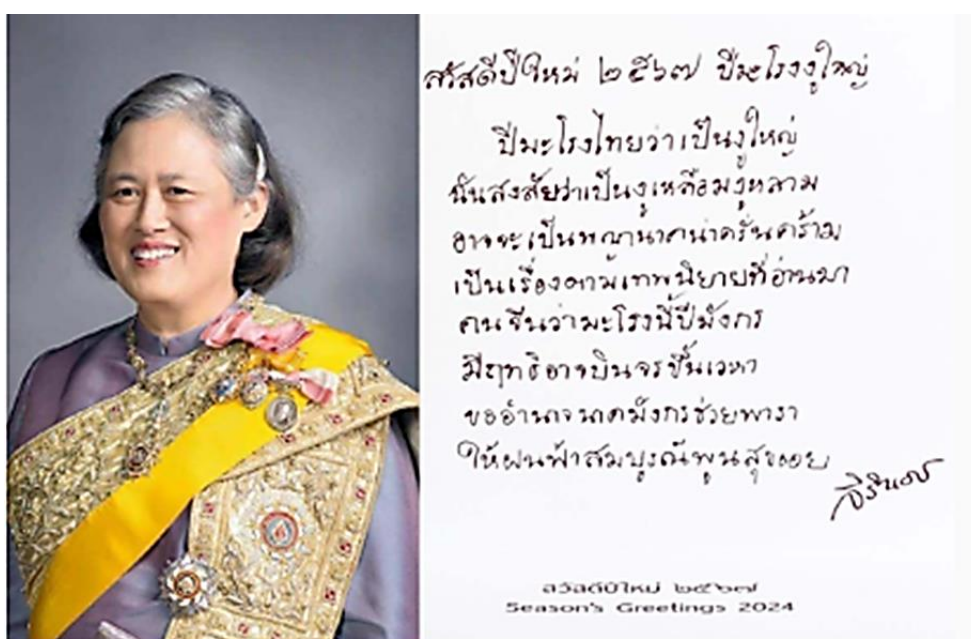 สวัสดีปีใหม่ ๒๕๖๗ ปีมะโรงงูใหญ่
ปีมะโรงไทยว่าเป็นงูใหญ่
นั้นสงสัยว่าเป็นงูเหลือมงูหลาม
อาจจะเป็นพญานาคน่าครั่นคร้าม
เป็นเรื่องตามเทพนิยายที่อ่านมา
คนจีนว่ามะโรงนี้ปีมังกร
มีฤทธิอาจบินจรขึ้นเวหา
ขออำนาจนาคมังกรช่วยพารา
ให้ฝนฟ้าสมบูรณ์พูนสุขเอย
สิรินธร
สวัสดีปีใหม่ ๒๕๖๗
Season's Greetings 2024